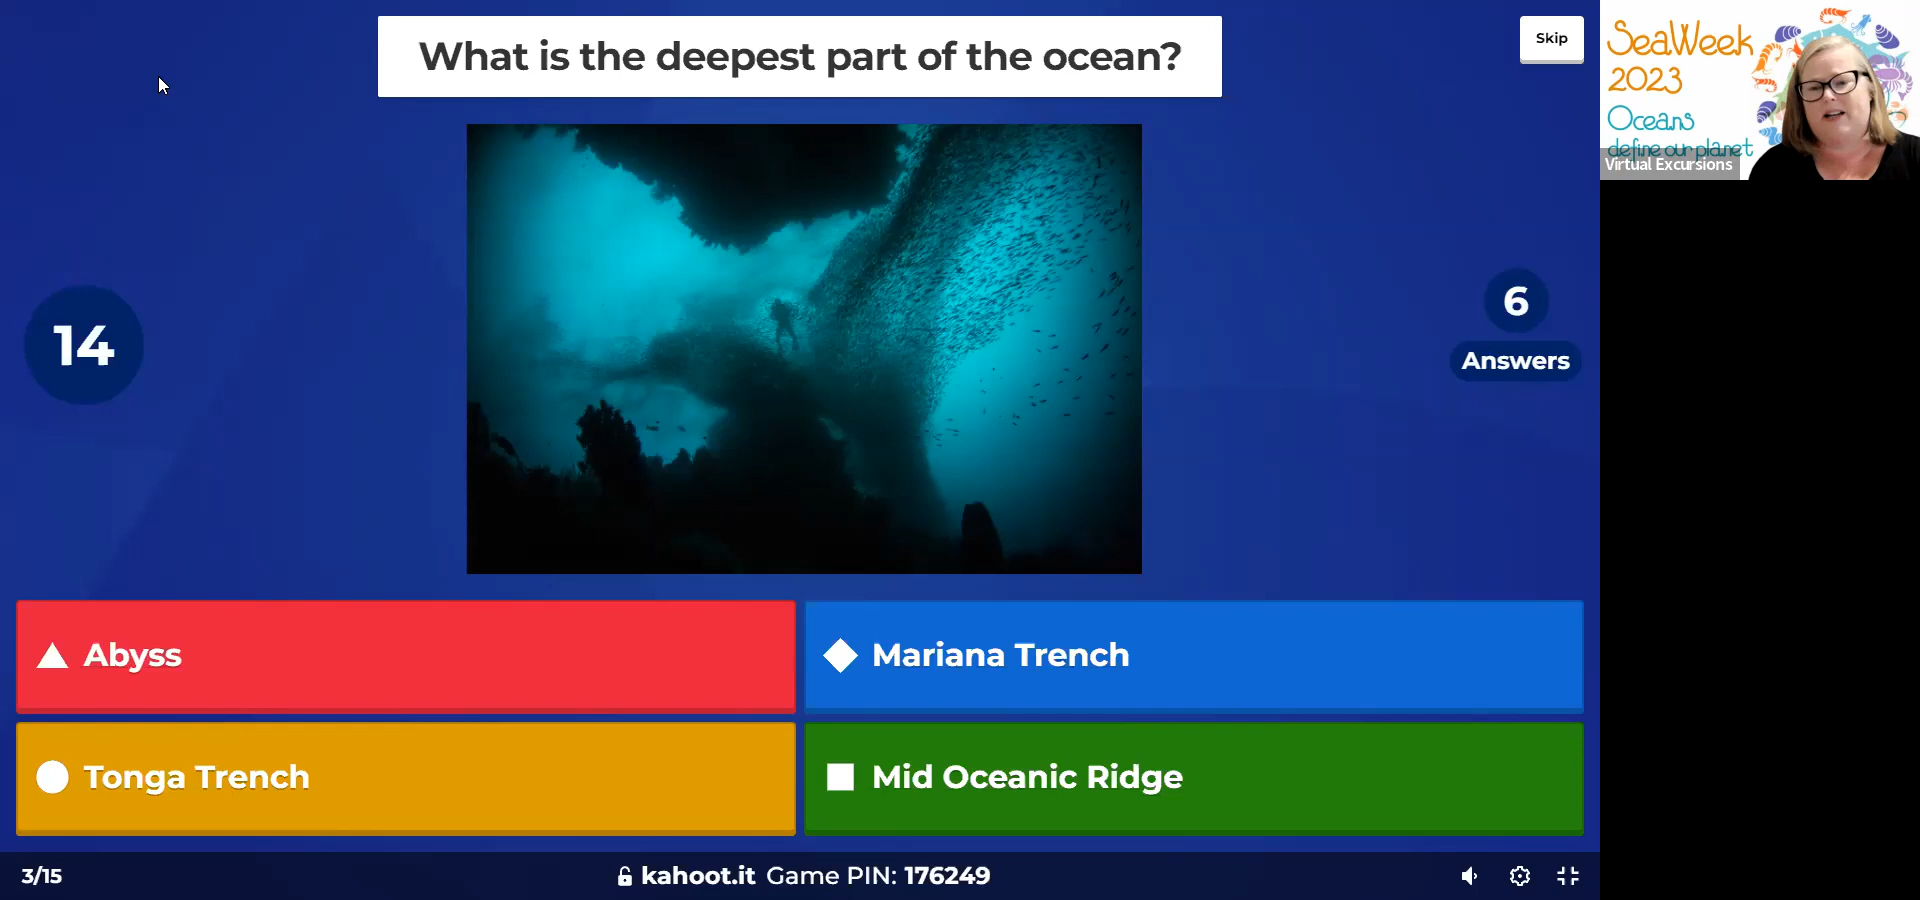 What is the deepest part of the ocean?
Skip
SeaWeek
2023
Oceans
define our planet
Virtual Excursions
14
6
Answers
Abyss
Mariana Trench
Tonga Trench
Mid Oceanic Ridge
3/15
kahoot.it Game PIN: 176249